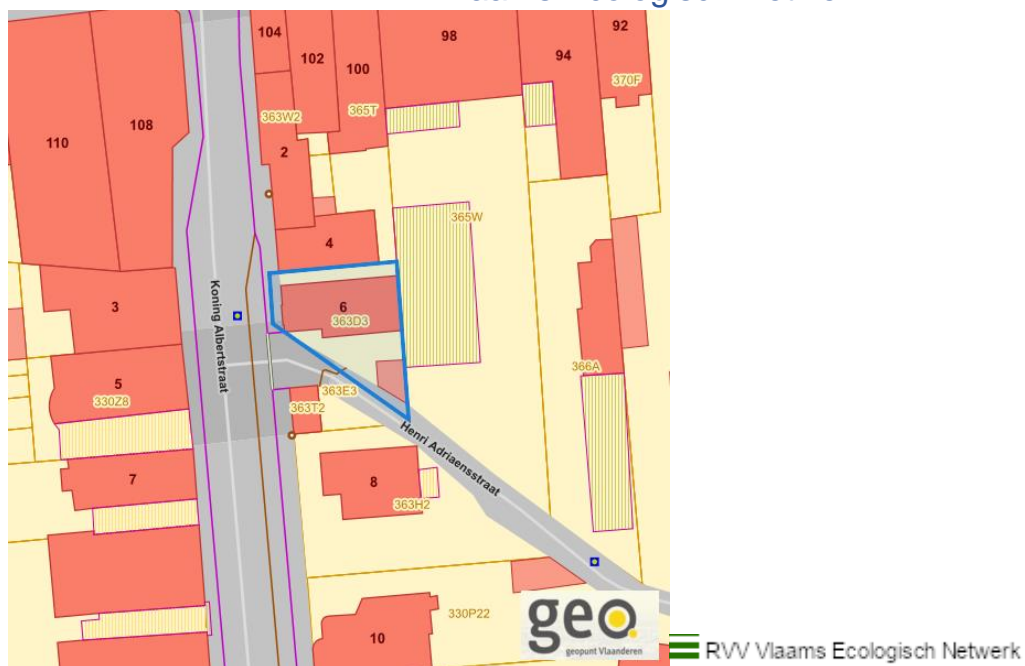 104
102
100
98
94
92
370F
365T
363W2
110
108
2
365W
4
6
363D3
Koning Albertstraat
3
5
330Z8
366A
363E3
363T2
Henri Adriaensstraat
7
8
363H2
330P22
10
geo
geopunt Vlaanderen
RVV Vlaams Ecologisch Netwerk